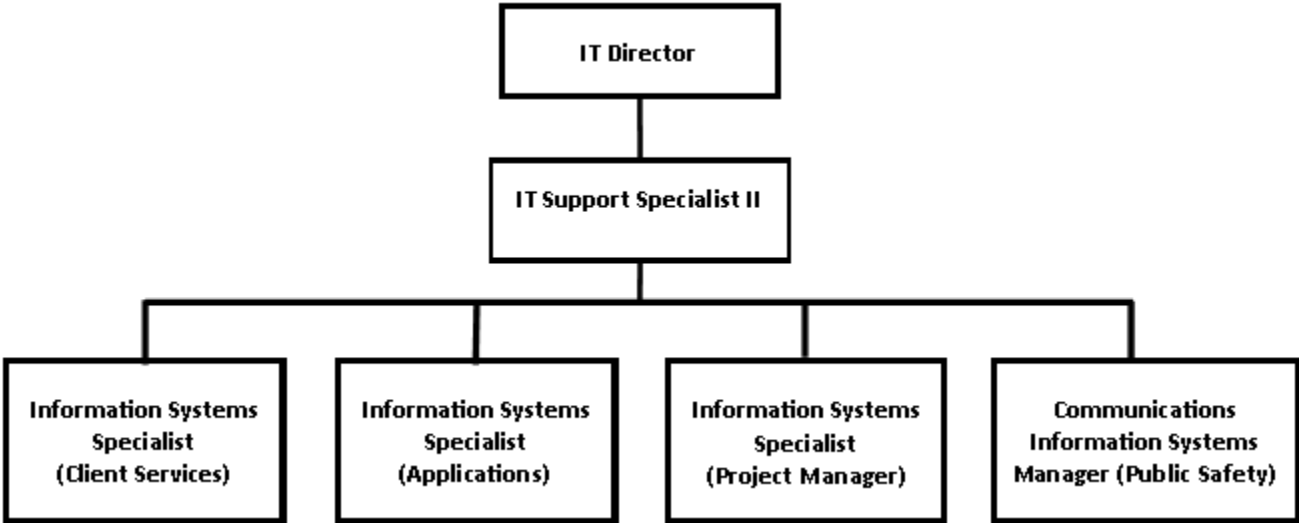 IT Director
IT Support Specialist II
Information Systems
Specialist
(Client Services)
Information Systems
Specialist
(Applications)
Information Systems
Specialist
(Project Manager)
Communications
Information Systems
Manager (Public Safety)